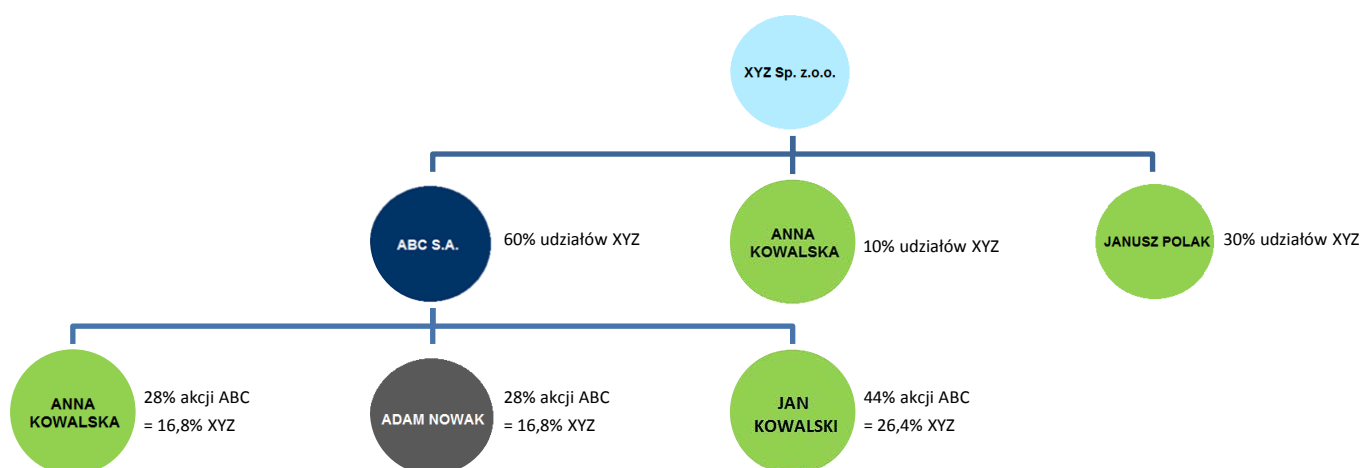 XYZ Sp. z.o.o.
ABC S.A.
60% udziałów XYZ
ANNA
KOWALSKA
10% udziałów XYZ
JANUSZ POLAK
30% udziałów XYZ
ANNA
KOWALSKA
28% akcji ABC
= 16,8% XYZ
ADAM NOWAK
28% akcji ABC
= 16,8% XYZ
JAN
KOWALSKI
44% akcji ABC
= 26,4% XYZ